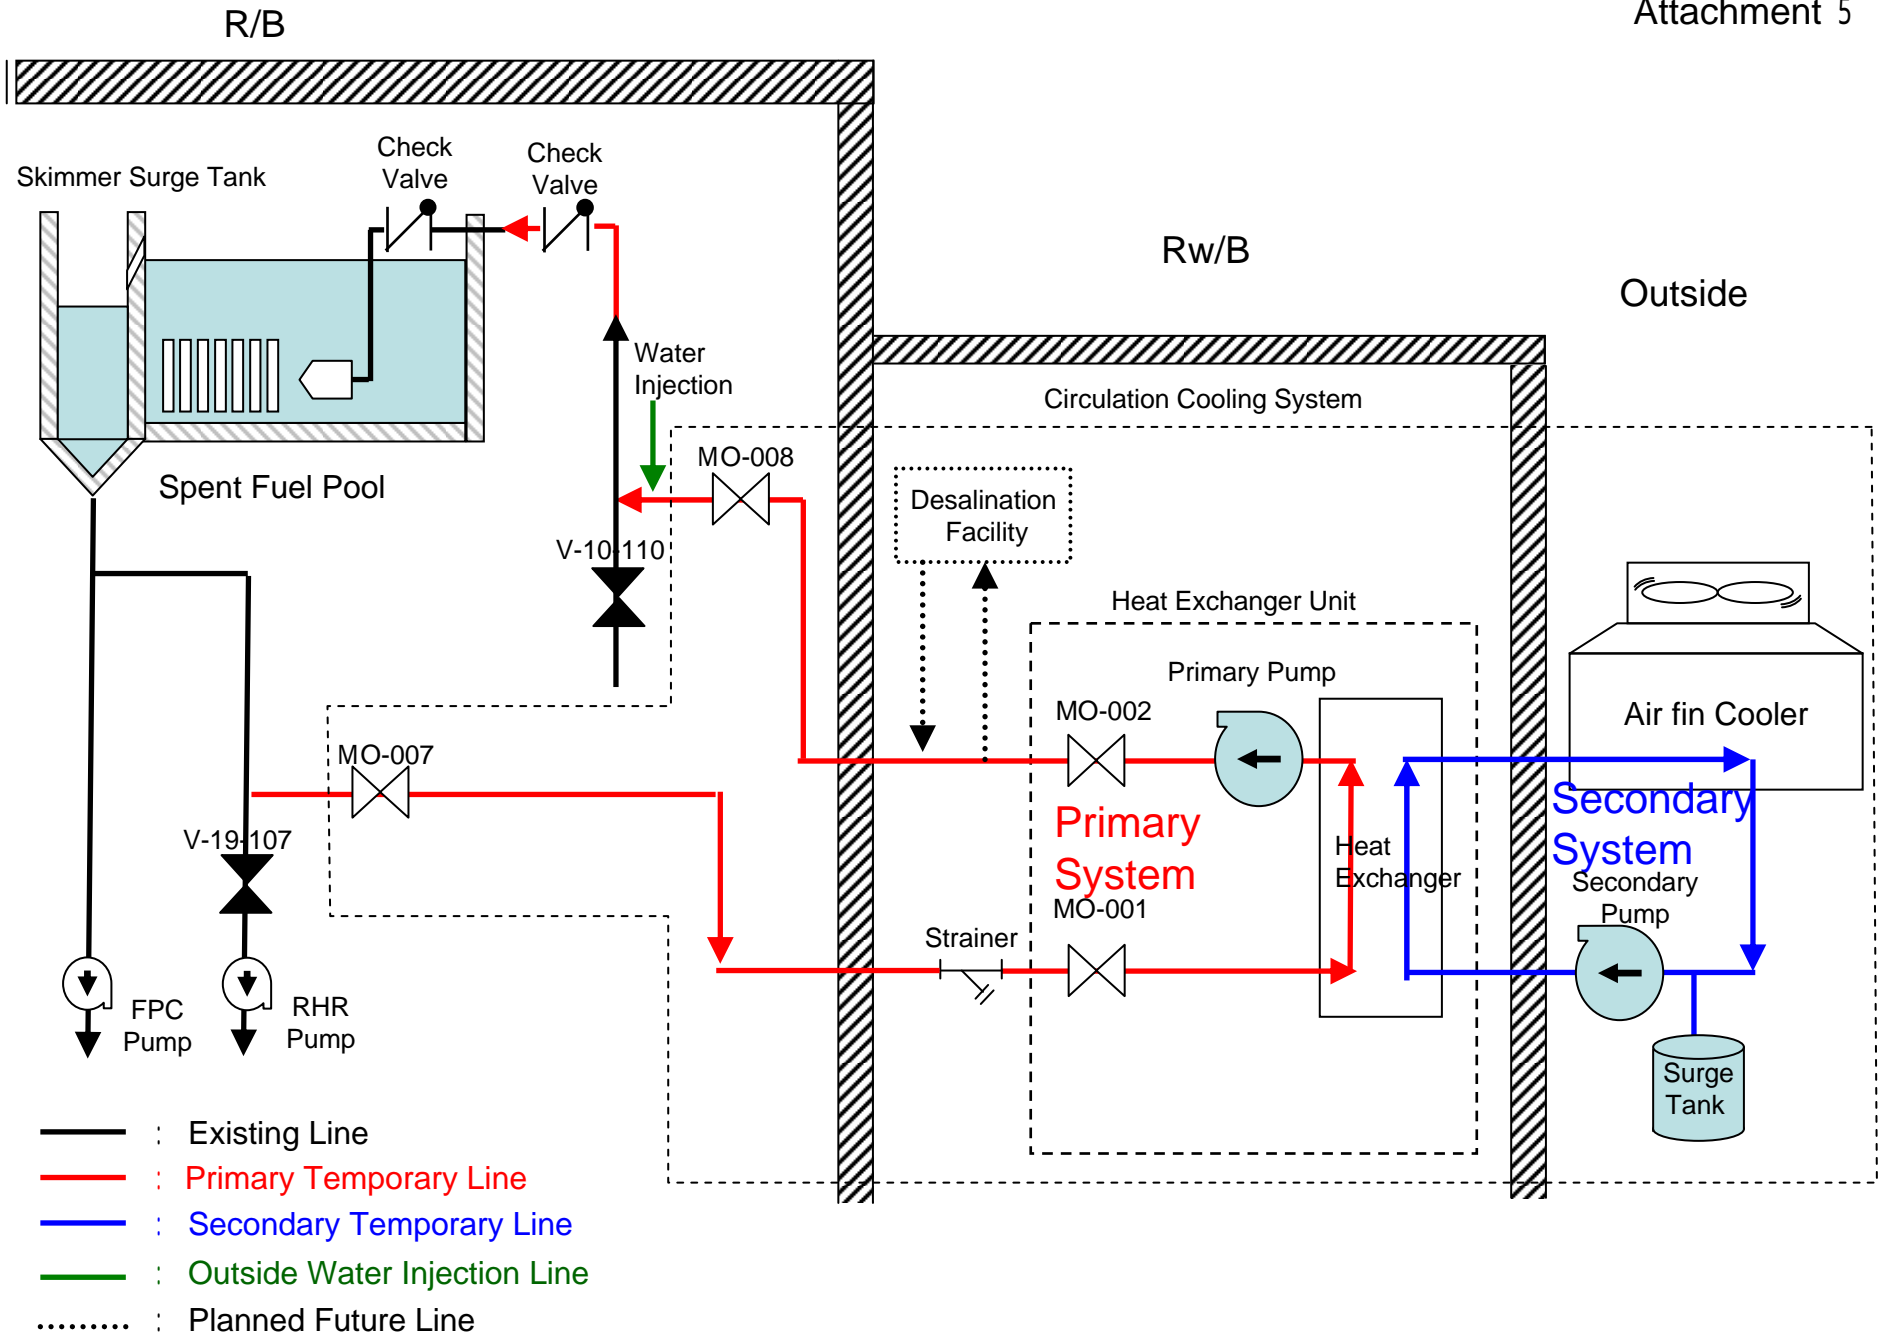 Attachment 5
R/B
Check
Valve
Check
Valve
Skimmer Surge Tank
Rw/B
Outside
Water
Injection
Circulation Cooling System
MO-008
Spent Fuel Pool
Desalination
Facility
V-10-110
Heat Exchanger Unit
Primary Pump
MO-002
Air fin Cooler
MO-007
Primary
System
Secondary
System
V-19-107
Heat
Exchanger
Secondary
Pump
MO-001
Strainer
FPC
Pump
RHR
Pump
Surge
Tank
: Existing Line
: Primary Temporary Line
: Secondary Temporary Line
: Outside Water Injection Line
: Planned Future Line